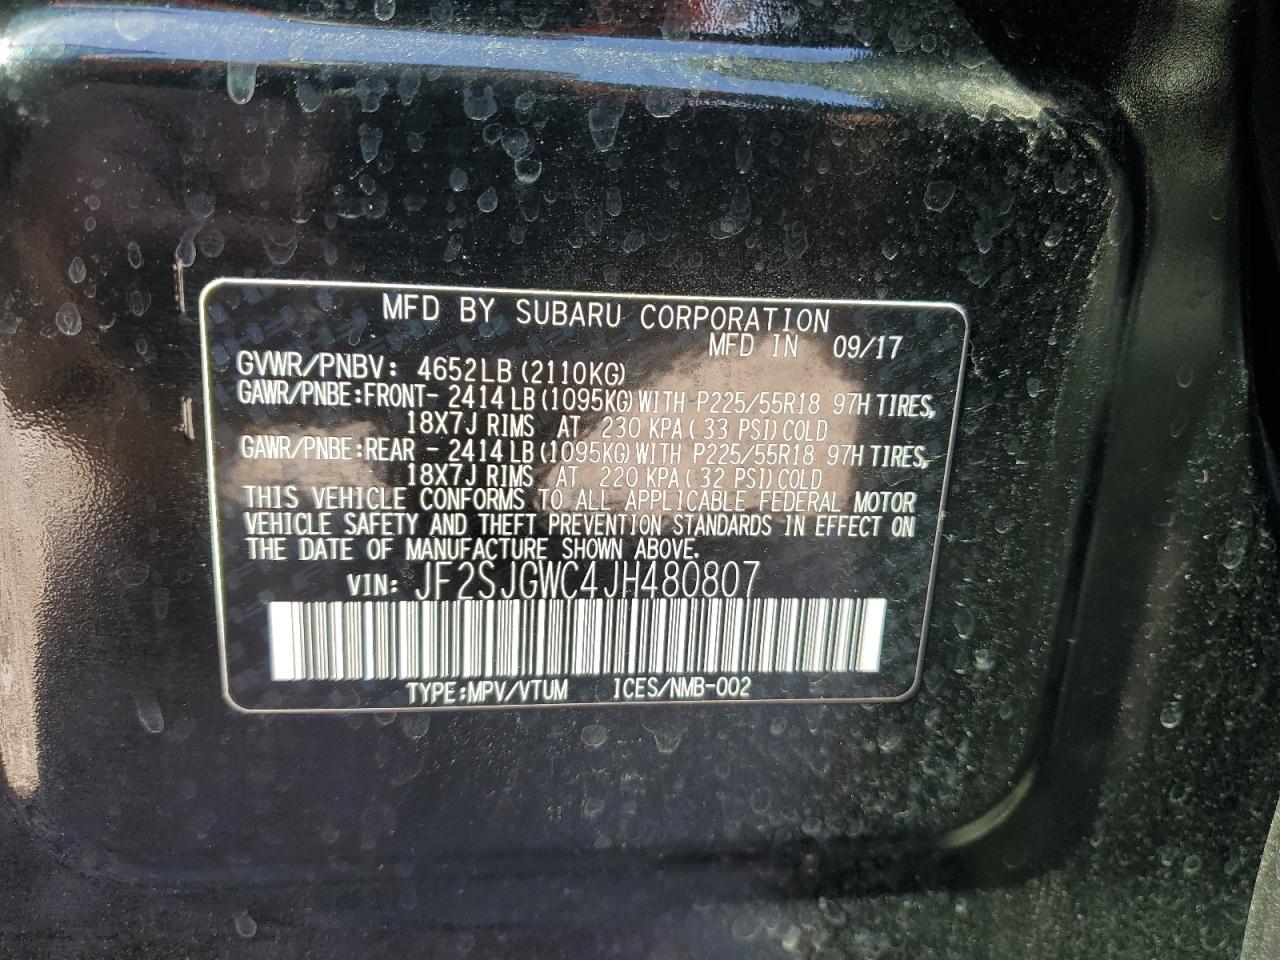 MFD BY SUBARU CORPORATION
MFD IN 09/17
GVWR/PNBV: 4652LB (2110KG)
GAWR/PNBE:FRONT- 2414 LB (1095KG) WITH P225/55R18 97H TIRES,
18X7J RIMS AT 230 KPA (33 PSI) COLD
GAWR/PNBE:REAR - 2414 LB (1095KG) WITH P225/55R18 97H TIRES,
18X7J RIMS AT 220 KPA (32 PSI) COLD
THIS VEHICLE CONFORMS TO ALL APPLICABLE FEDERAL MOTOR
VEHICLE SAFETY AND THEFT PREVENTION STANDARDS IN EFFECT ON
THE DATE OF MANUFACTURE SHOWN ABOVE.
VIN: JF2SJGWC4JH480807
TYPE:MPV/VTUM ICES/NMB-002